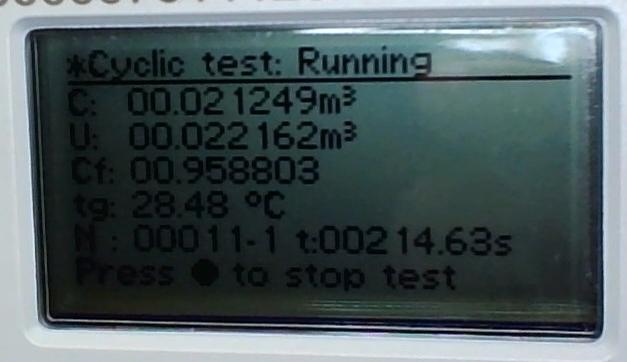 *Cyclic test: Running
C: 00.021249m³
U: 00.022162m³
Cf: 00.958803
tg: 28.48 °C
N : 00011-1 t:00214.63s
Press ● to stop test